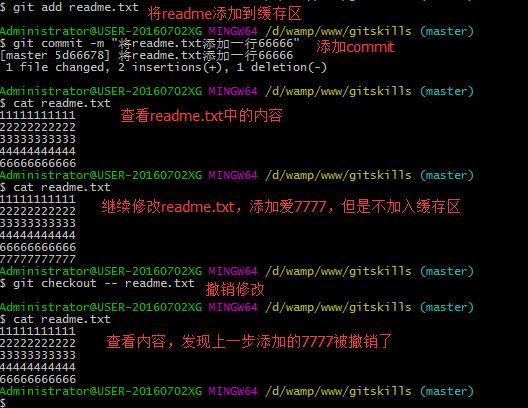 $ git add readme.txt
将readme添加到缓存区
Administrator@USER-20160702XG MINGW64 /d/wamp/www/gitskills (master)
$ git commit -m "将readme.txt添加一行66666" 添加commit
[master 5d66678] 将readme.txt添加一行66666
1 file changed, 2 insertions(+), 1 deletion(-)
Administrator@USER-20160702XG MINGW64 /d/wamp/www/gitskills (master)
$ cat readme.txt
查看readme.txt中的内容
11111111111
22222222222
33333333333
44444444444
66666666666
Administrator@USER-20160702XG MINGW64 /d/wamp/www/gitskills (master)
$ cat readme.txt
11111111111
继续修改readme.txt，添加爱7777，但是不加入缓存区
22222222222
33333333333
44444444444
66666666666
77777777777
Administrator@USER-20160702XG MINGW64 /d/wamp/www/gitskills (master)
$ git checkout -- readme.txt 撤销修改
Administrator@USER-20160702XG MINGW64 /d/wamp/www/gitskills (master)
$ cat readme.txt
11111111111
查看内容，发现上一步添加的7777被撤销了
22222222222
33333333333
44444444444
66666666666
Administrator@USER-20160702XG MINGW64 /d/wamp/www/gitskills (master)
$